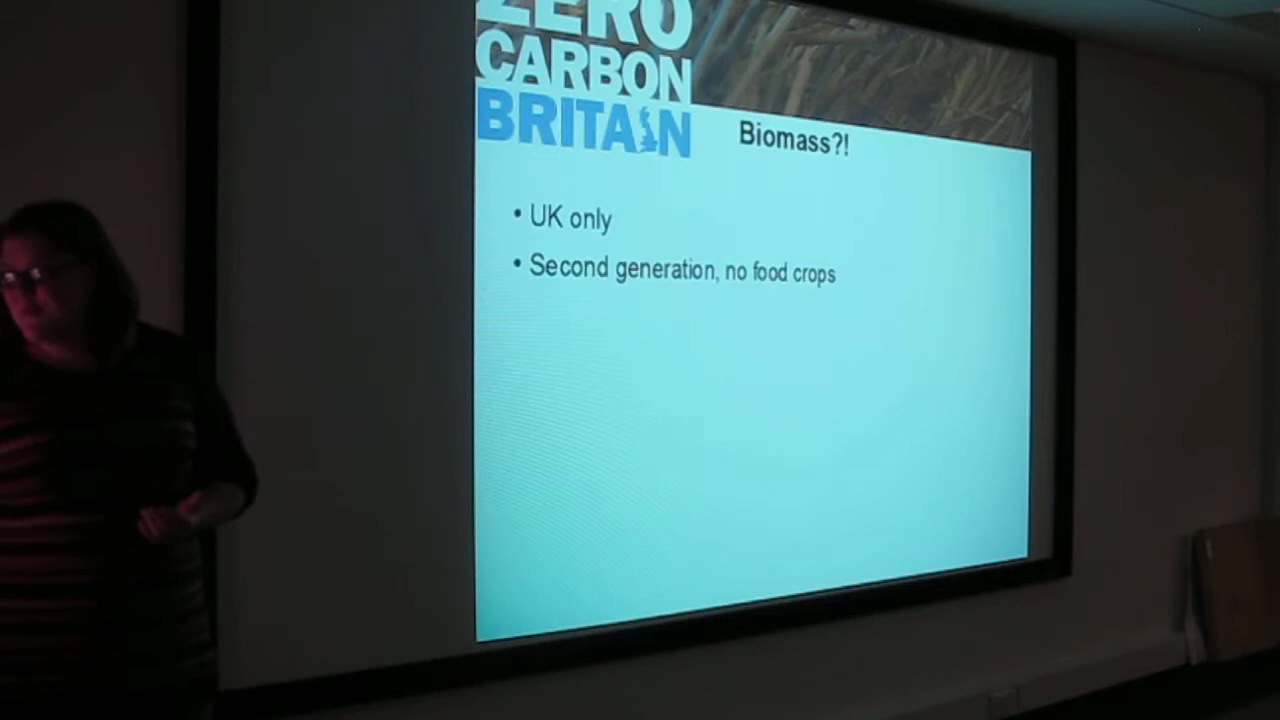 ZERO
CARBON
BRITAIN
Biomass?!
• UK only
• Second generation, no food crops